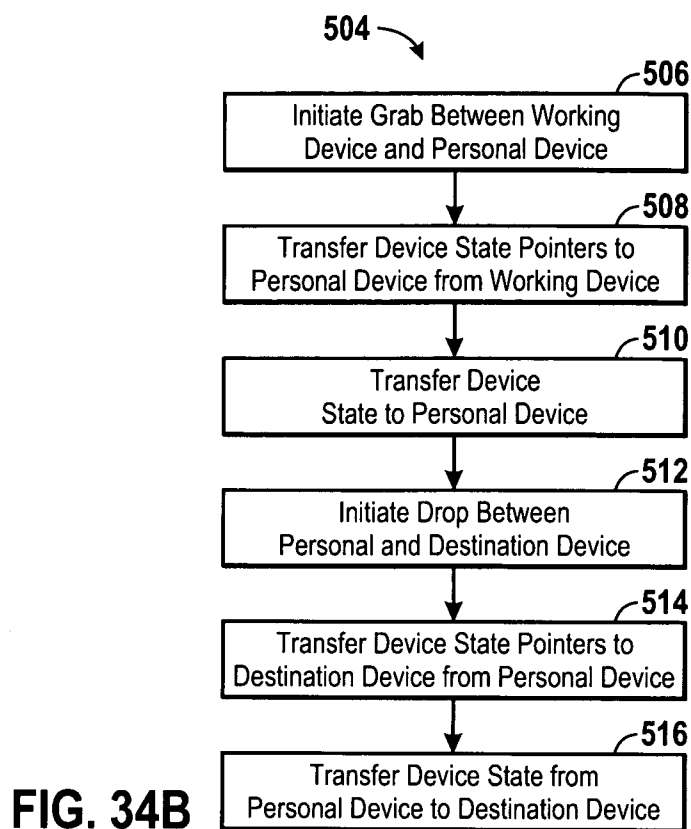 504
506
Initiate Grab Between Working
Device and Personal Device
508
Transfer Device State Pointers to
Personal Device from Working Device
510
Transfer Device
State to Personal Device
512
Initiate Drop Between
Personal and Destination Device
514
Transfer Device State Pointers to
Destination Device from Personal Device
516
Transfer Device State from
Personal Device to Destination Device
FIG. 34B